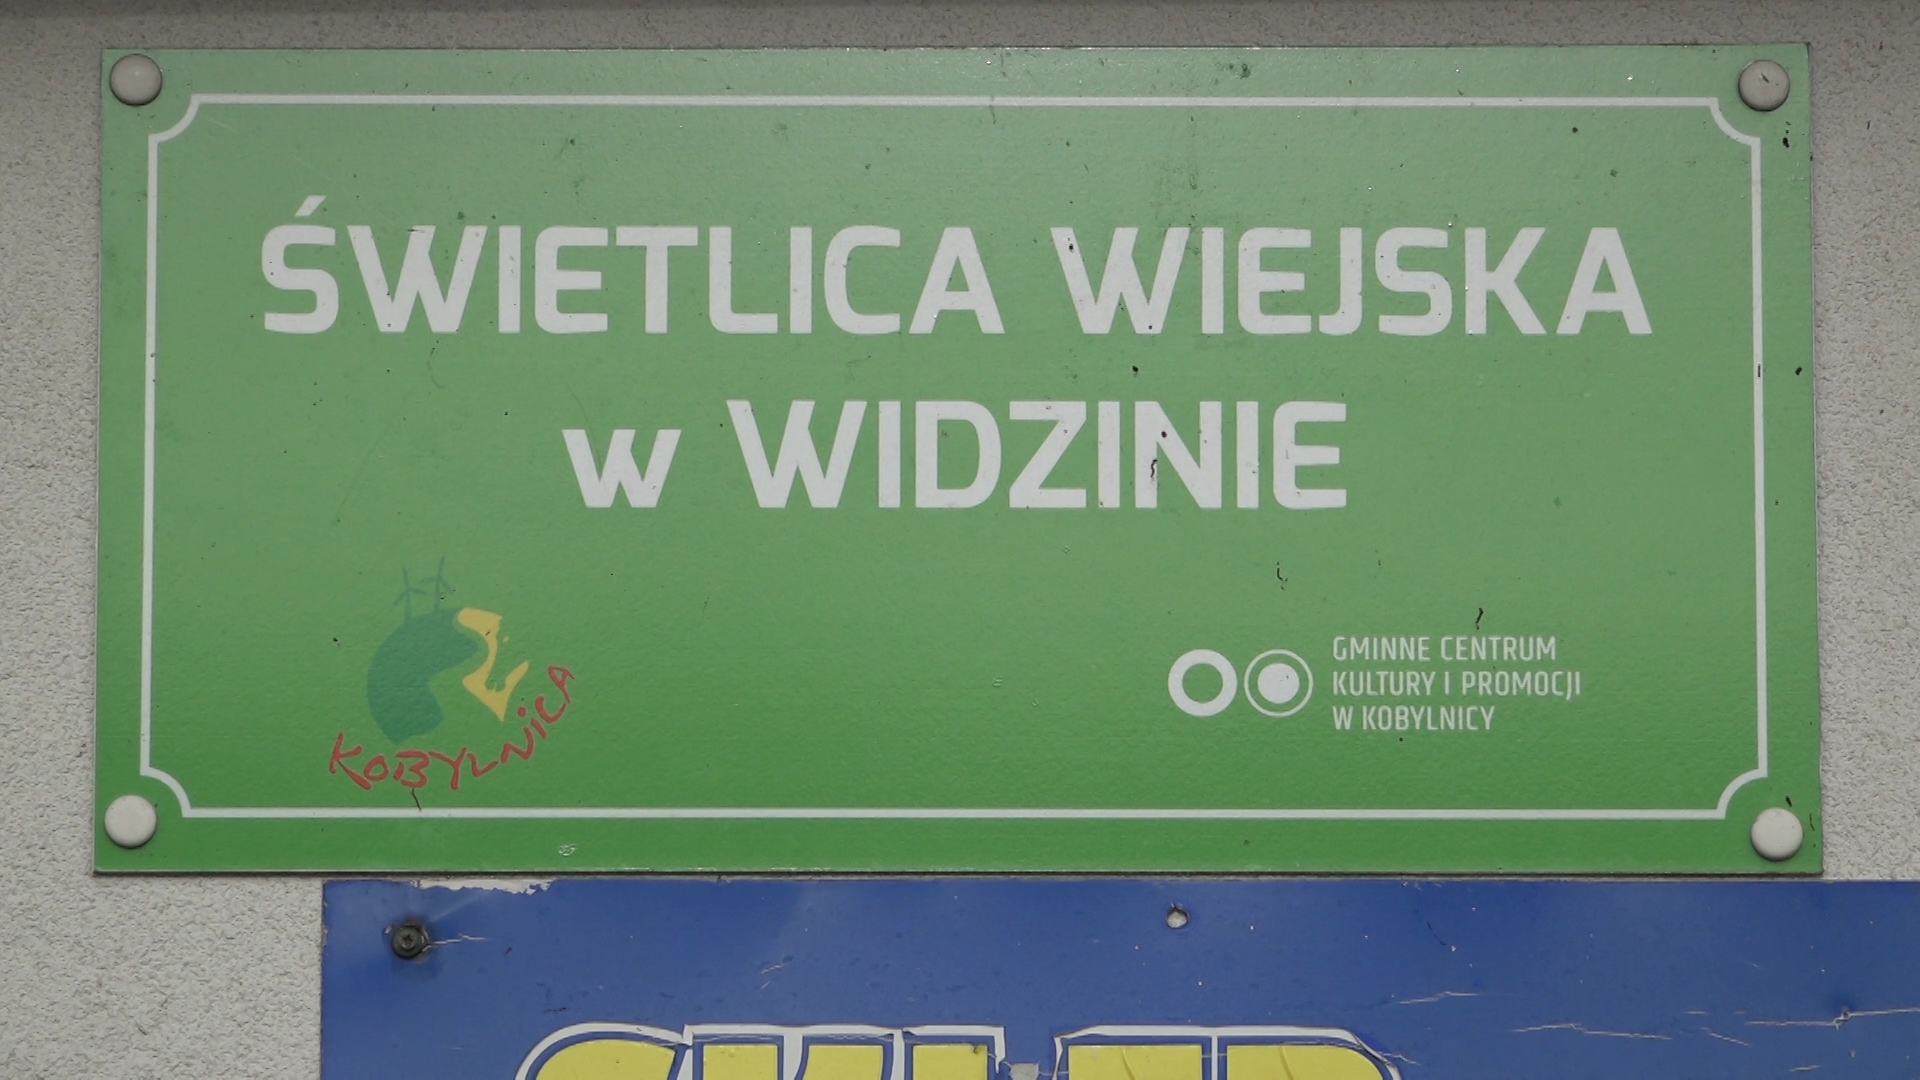 ŚWIETLICA WIEJSKA
w WIDZINIE
KOBYLNICA
GMINNE CENTRUM
KULTURY I PROMOCJI
W KOBYLNICY